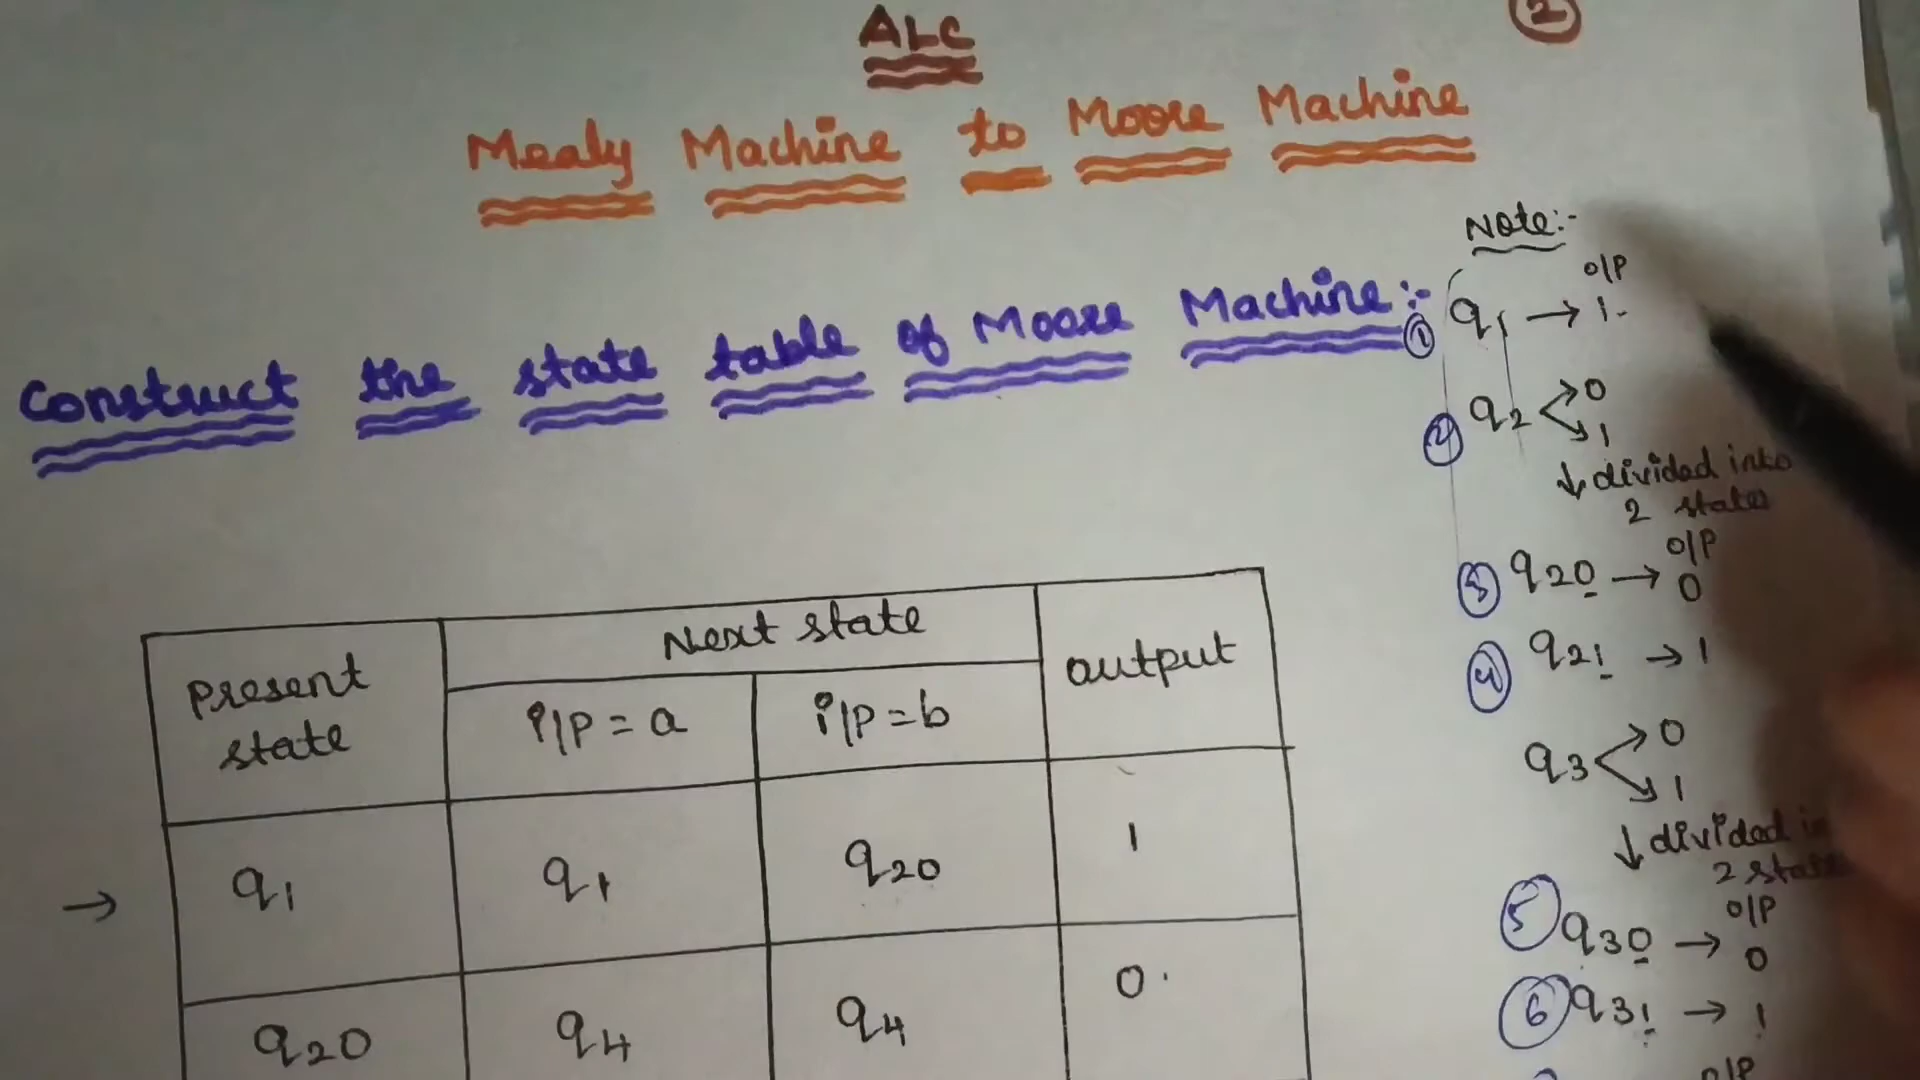 ALC
2
Mealy Machine to Moore Machine
Construct the state table of Moore Machine:-
Present state
Next state
output
i/p = a
i/p = b
→ q1
q1
q20
1
q20
q4
q4
0
Note:-
o/p
① q1 → 1
② q2 → 0
→ 1
↓ divided into
2 states
o/p
③ q20 → 0
④ q21 → 1
q3 → 0
→ 1
↓ divided in
2 state
o/p
⑤ q30 → 0
⑥ q31 → 1
o/p